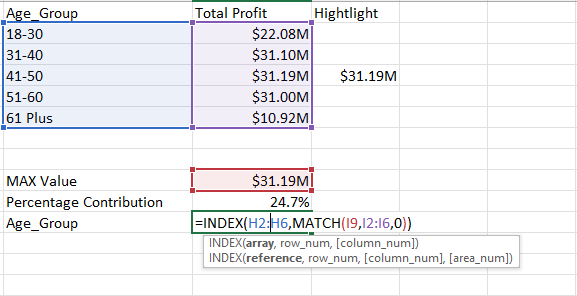 Age_Group Total Profit Hightlight
18-30 $22.08M
31-40 $31.10M
41-50 $31.19M $31.19M
51-60 $31.00M
61 Plus $10.92M
MAX Value $31.19M
Percentage Contribution 24.7%
Age_Group =INDEX(H2:H6,MATCH(I9,I2:I6,0))
INDEX(array, row_num, [column_num])
INDEX(reference, row_num, [column_num], [area_num])